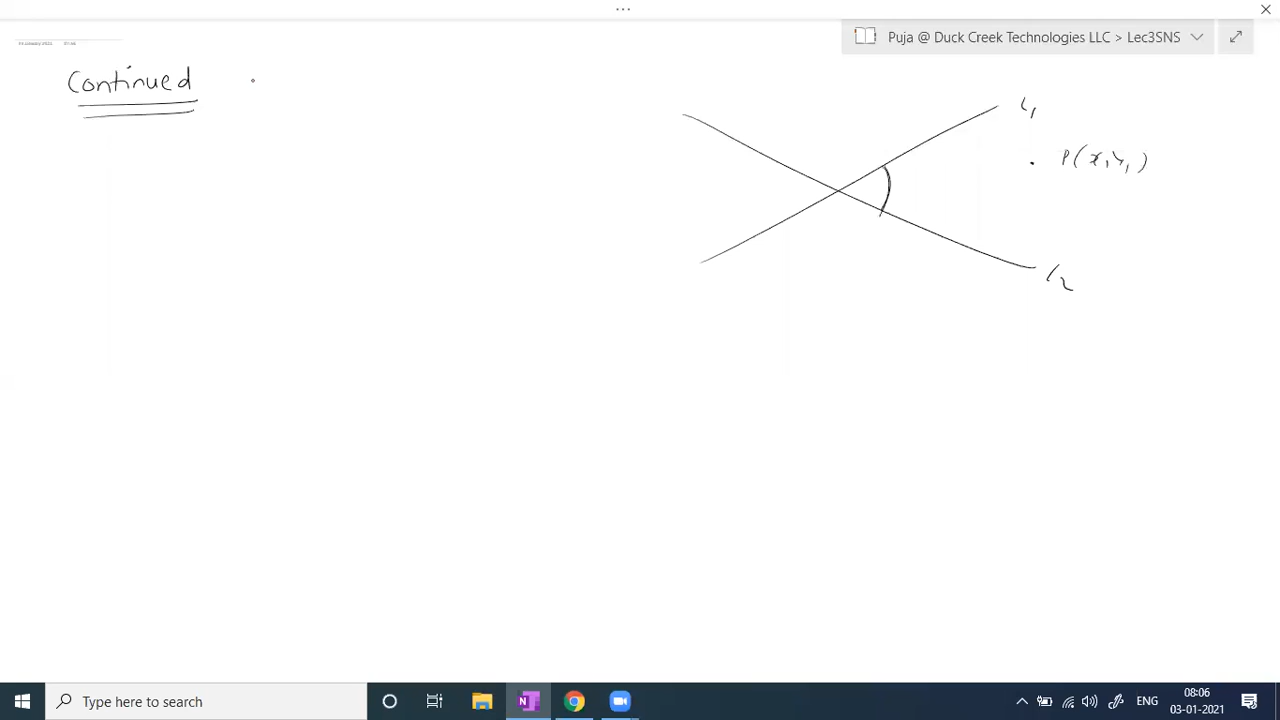 Puja @ Duck Creek Technologies LLC > Lec3SNS
Continued
L1
P(x1, y1)
L2
Type here to search
ENG
08:06
03-01-2021